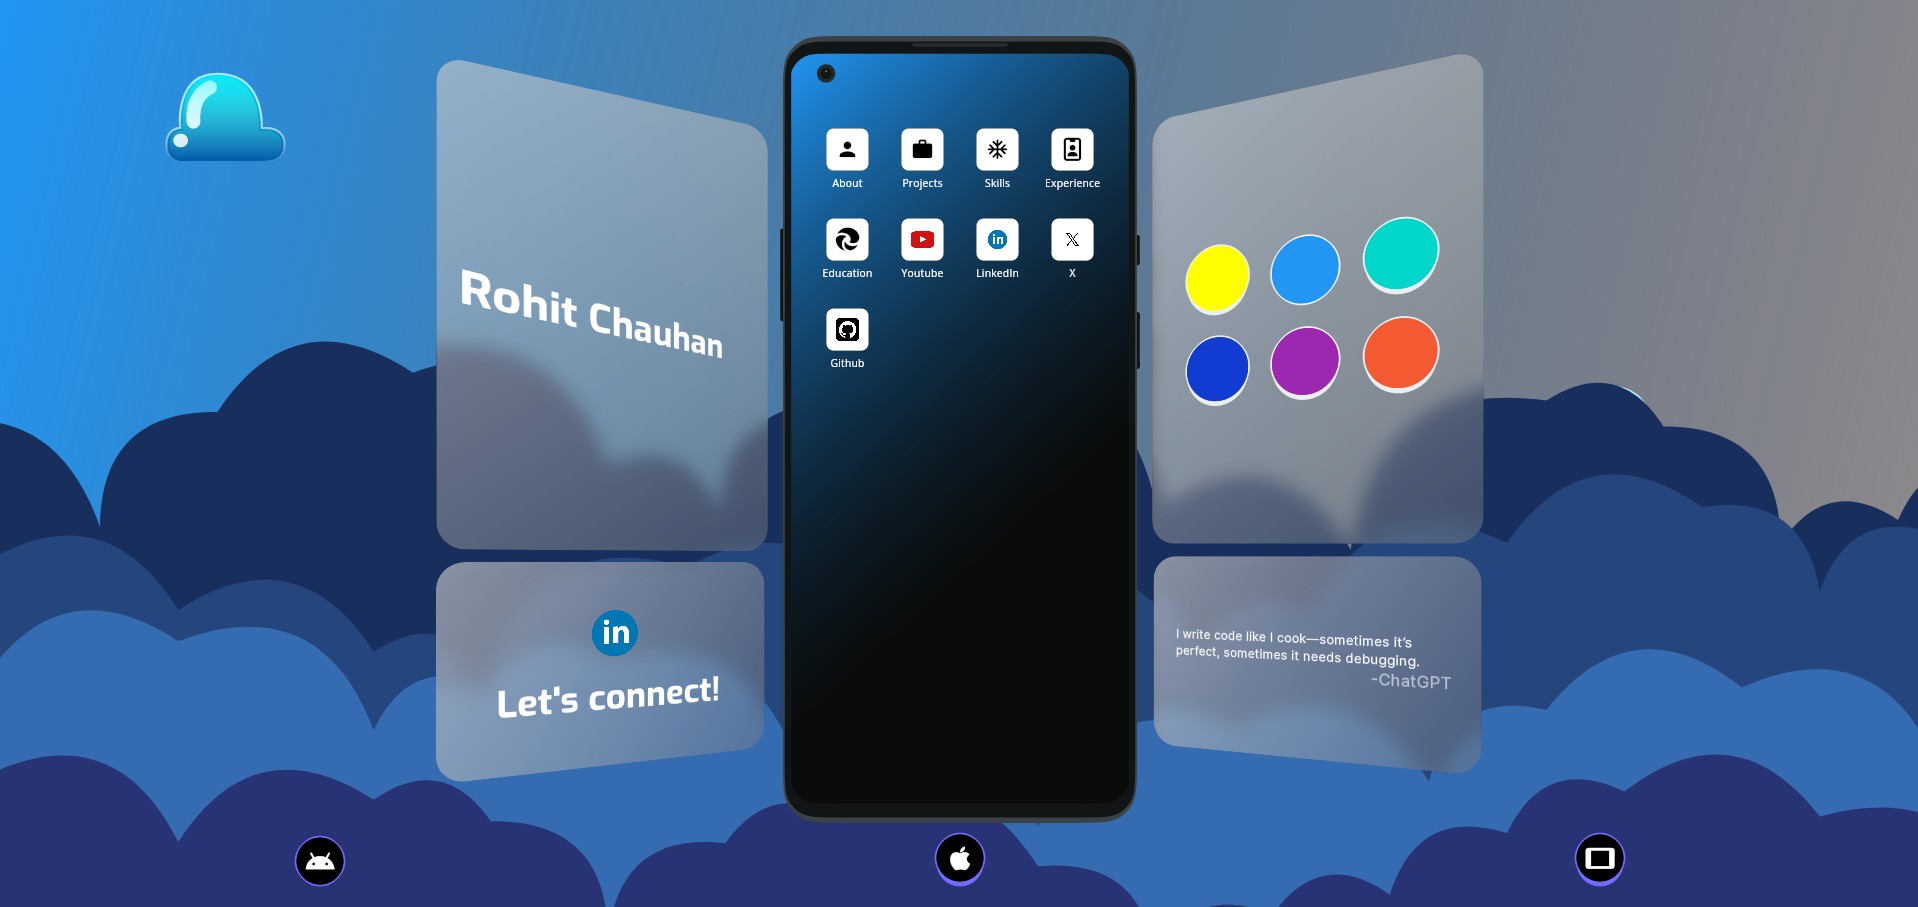 Rohit Chauhan
Let's connect!
About
Projects
Skills
Experience
Education
Youtube
LinkedIn
X
Github
I write code like I cook—sometimes it's
perfect, sometimes it needs debugging.
-ChatGPT